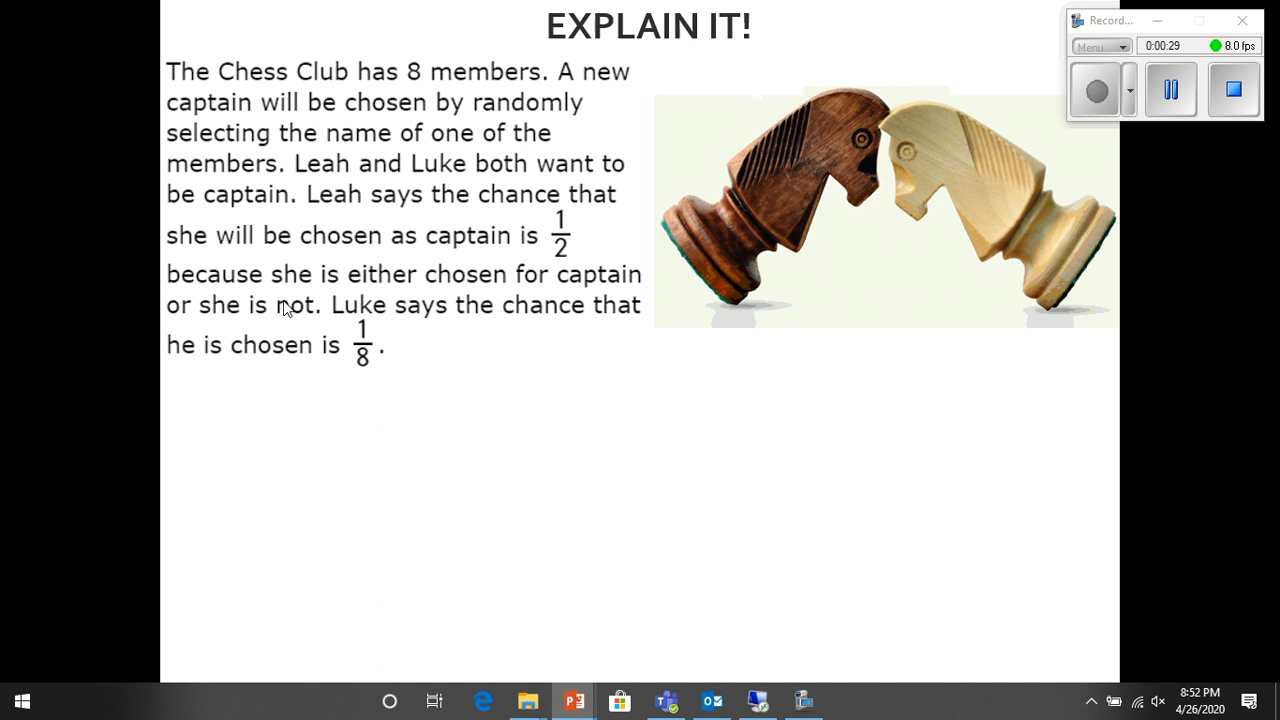 EXPLAIN IT!
Record...
Menu
0:00:29
8.0 fps
The Chess Club has 8 members. A new
captain will be chosen by randomly
selecting the name of one of the
members. Leah and Luke both want to
be captain. Leah says the chance that
she will be chosen as captain is 1/2
because she is either chosen for captain
or she is not. Luke says the chance that
he is chosen is 1/8.
8:52 PM
4/26/2020